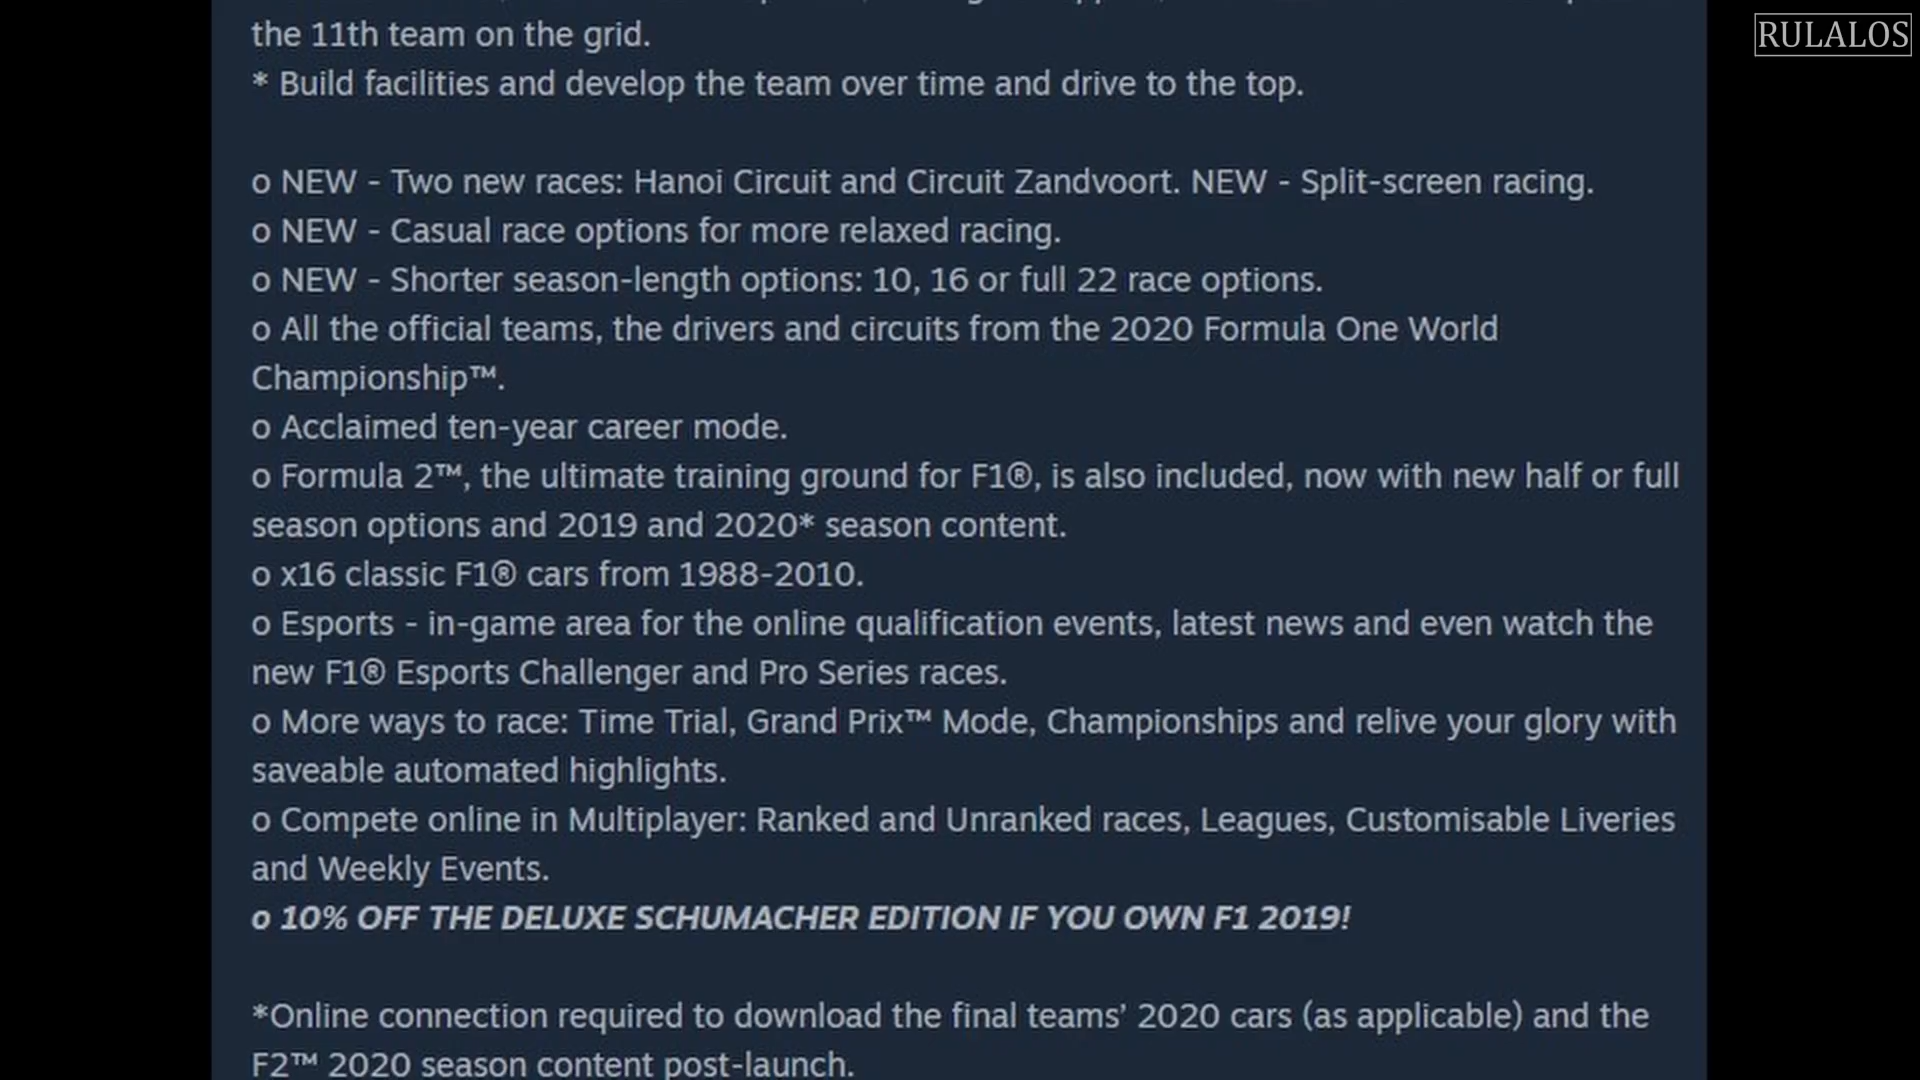 RULALOS
the 11th team on the grid.
* Build facilities and develop the team over time and drive to the top.
o NEW - Two new races: Hanoi Circuit and Circuit Zandvoort. NEW - Split-screen racing.
o NEW - Casual race options for more relaxed racing.
o NEW - Shorter season-length options: 10, 16 or full 22 race options.
o All the official teams, the drivers and circuits from the 2020 Formula One World
Championship™.
o Acclaimed ten-year career mode.
o Formula 2™, the ultimate training ground for F1®, is also included, now with new half or full
season options and 2019 and 2020* season content.
o x16 classic F1® cars from 1988-2010.
o Esports - in-game area for the online qualification events, latest news and even watch the
new F1® Esports Challenger and Pro Series races.
o More ways to race: Time Trial, Grand Prix™ Mode, Championships and relive your glory with
saveable automated highlights.
o Compete online in Multiplayer: Ranked and Unranked races, Leagues, Customisable Liveries
and Weekly Events.
o 10% OFF THE DELUXE SCHUMACHER EDITION IF YOU OWN F1 2019!
*Online connection required to download the final teams’ 2020 cars (as applicable) and the
F2™ 2020 season content post-launch.